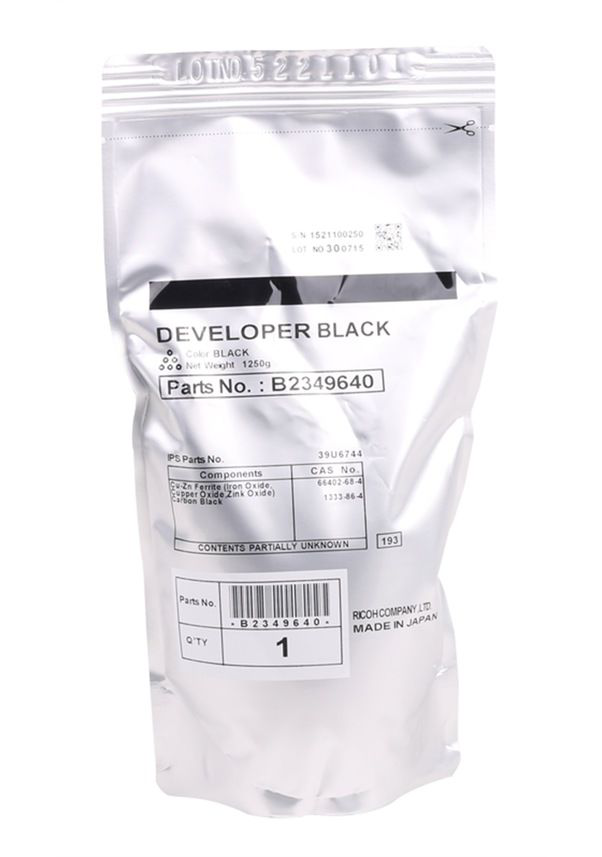 LOTNO. 5221101
S/N 1521100250
LOT NO 300715
DEVELOPER BLACK
Color: BLACK
Net Weight 1250g
Parts No. : B2349640
IPS Parts No. 39U6744
Components CAS No.
Cu-Zn Ferrite (Iron Oxide, 66402-68-4
Cupper Oxide,Zink Oxide)
Carbon Black 1333-86-4
CONTENTS PARTIALLY UNKNOWN 193
Parts No.
*B2349640*
Q'TY 1
RICOH COMPANY ,LTD.
MADE IN JAPAN